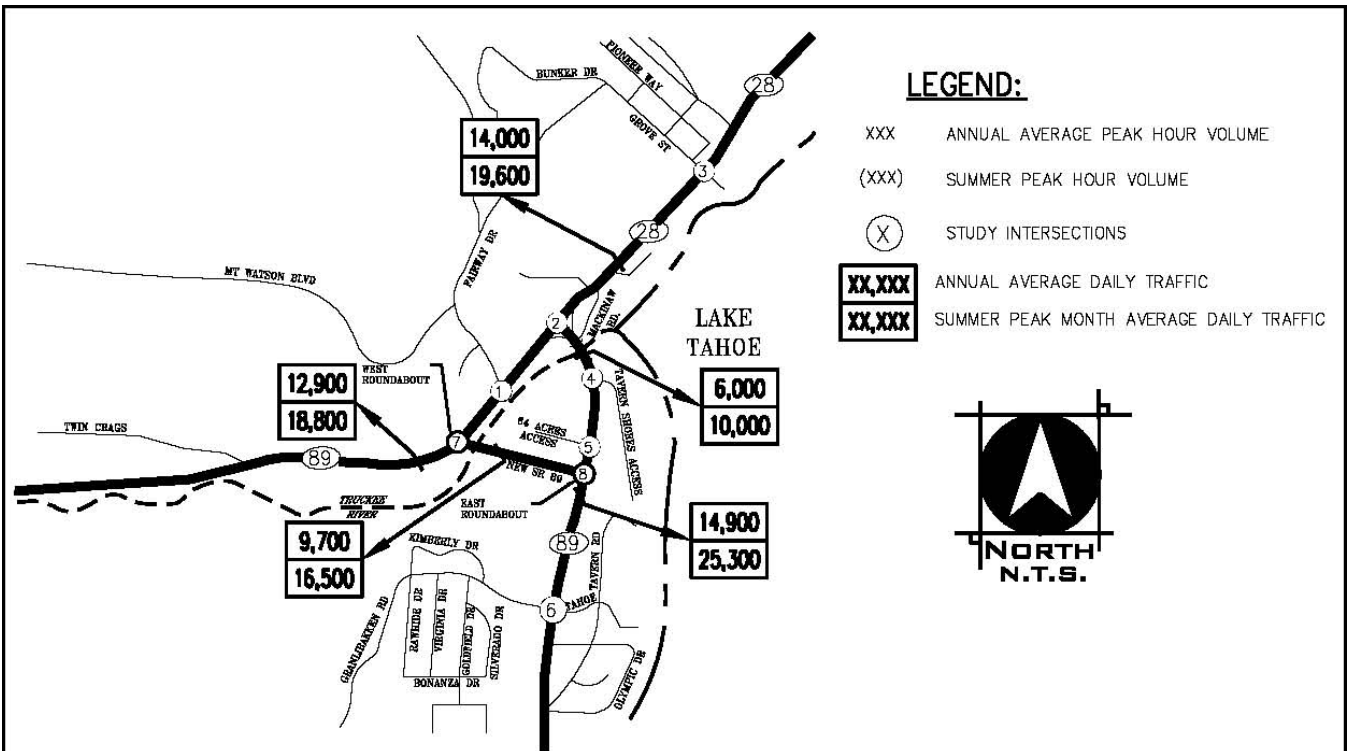 BUNKER DR
PIONEER WAY
GROVE ST
28
LEGEND:
XXX ANNUAL AVERAGE PEAK HOUR VOLUME
(XXX) SUMMER PEAK HOUR VOLUME
X STUDY INTERSECTIONS
XX,XXX ANNUAL AVERAGE DAILY TRAFFIC
XX,XXX SUMMER PEAK MONTH AVERAGE DAILY TRAFFIC
14,000
19,600
3
28
FAIRWAY DR
MT WATSON BLVD
2
MACKINAW
RD.
LAKE
TAHOE
12,900
18,800
WEST
ROUNDABOUT
1
4
6,000
10,000
TAVERN SHORES ACCESS
TWIN CRAGS
89
7
64 ACRES
ACCESS
5
NEW SR 89
8
TRUCKEE
RIVER
EAST
ROUNDABOUT
9,700
16,500
14,900
25,300
KIMBERLY DR
89
TAHOE TAVERN RD
6
GRANLIBAKKEN RD
RAWHIDE DR
VIRGINIA DR
GOLDFIELD DR
SILVERADO DR
BONANZA DR
OLYMPIC DR
NORTH
N.T.S.